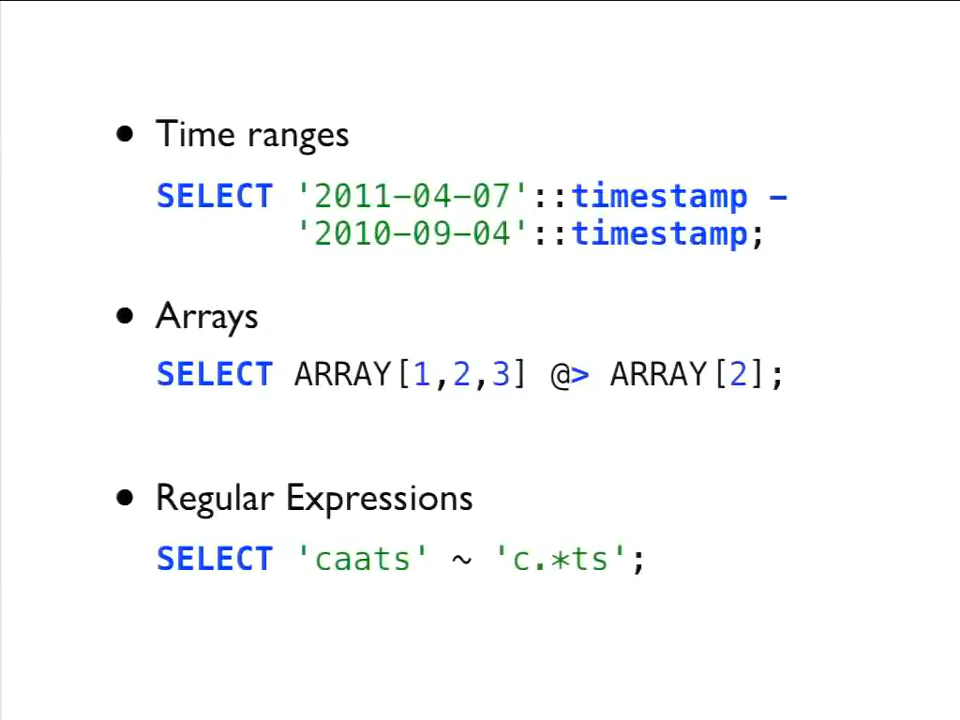 • Time ranges
SELECT '2011-04-07'::timestamp -
'2010-09-04'::timestamp;
• Arrays
SELECT ARRAY[1,2,3] @> ARRAY[2];
• Regular Expressions
SELECT 'caats' ~ 'c.*ts';